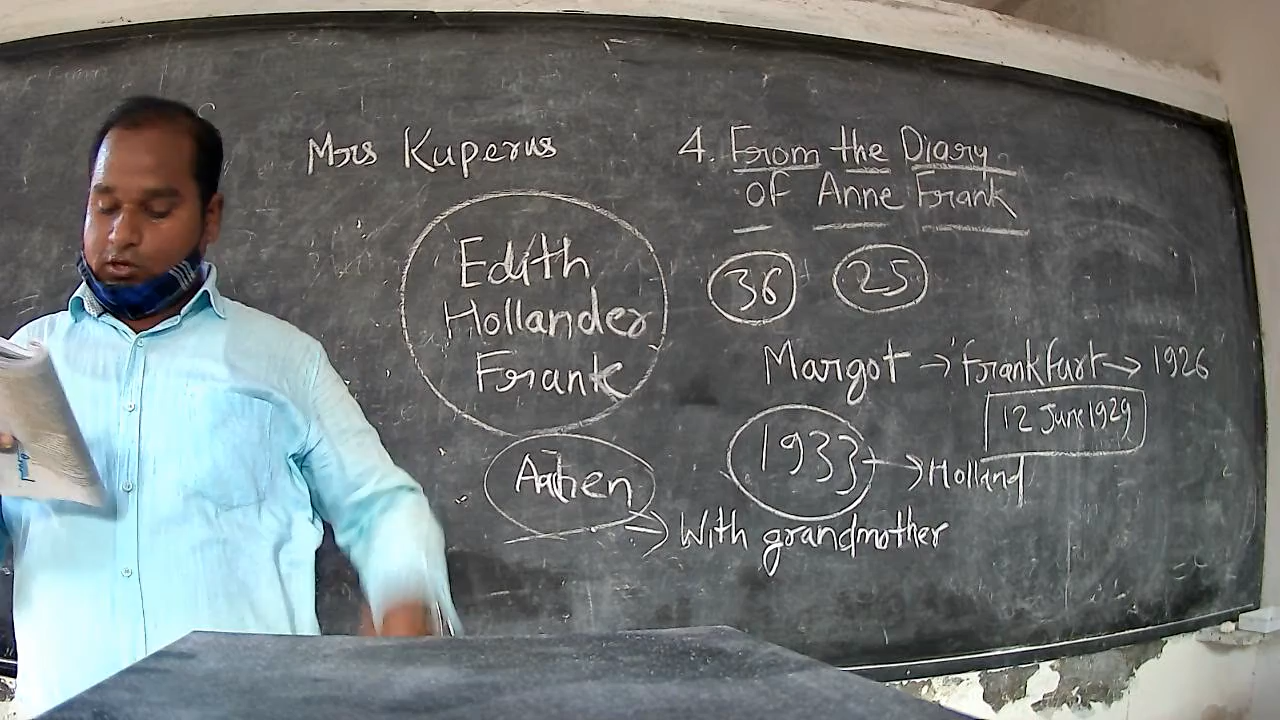 Mrs Kuperus
Edith
Hollander
Frank
Aahen
4. From the Diary
of Anne Frank
36 25
Margot → Frankfurt → 1926
12 June 1929
1933 → Holland
→ With grandmother